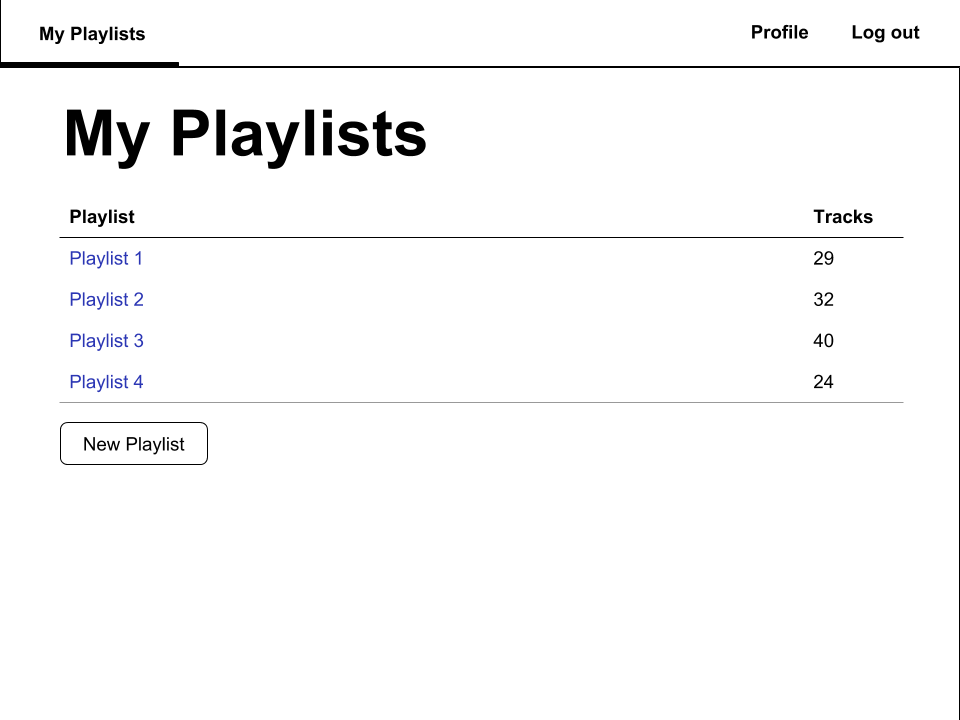 My Playlists Profile Log out
My Playlists
Playlist Tracks
Playlist 1 29
Playlist 2 32
Playlist 3 40
Playlist 4 24
New Playlist